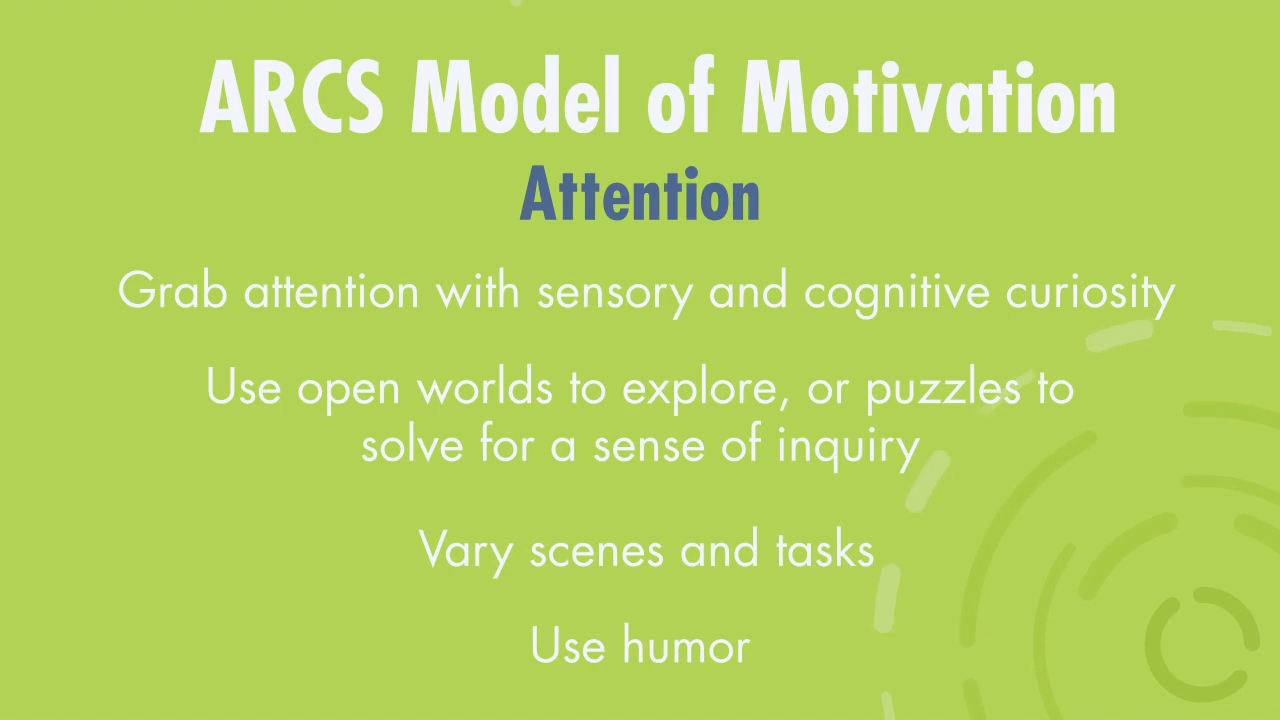 ARCS Model of Motivation
Attention
Grab attention with sensory and cognitive curiosity
Use open worlds to explore, or puzzles to
solve for a sense of inquiry
Vary scenes and tasks
Use humor